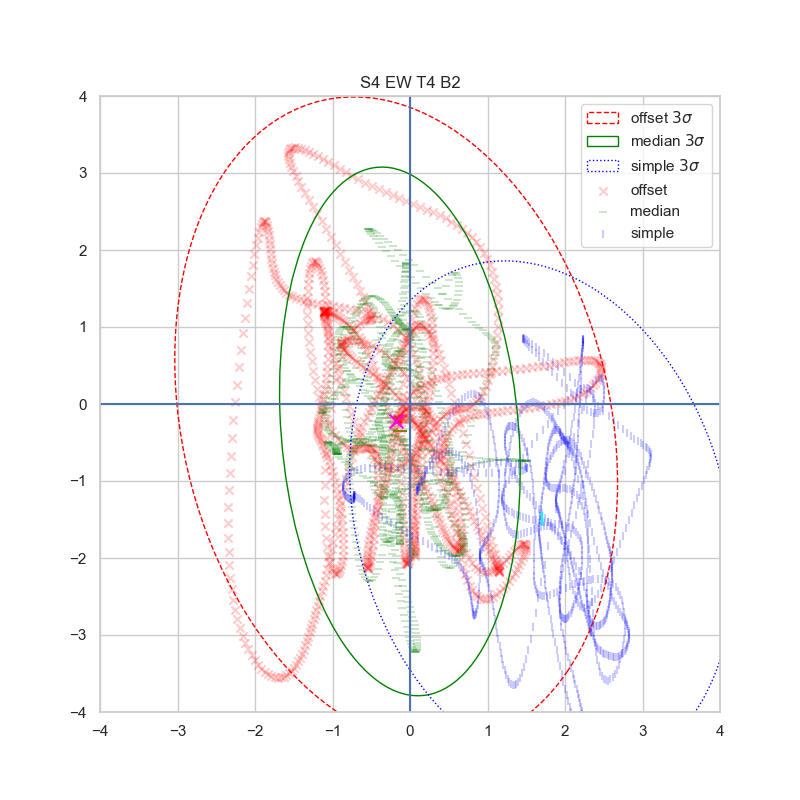 S4 EW T4 B2
offset 3σ
median 3σ
simple 3σ
offset
median
simple
4
3
2
1
0
−1
−2
−3
−4
−4 −3 −2 −1 0 1 2 3 4